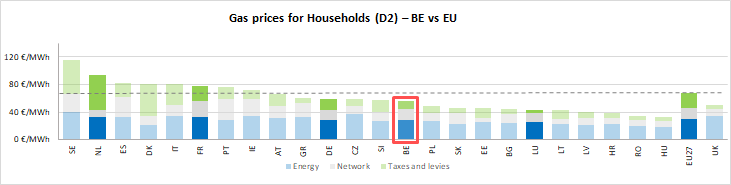 Gas prices for Households (D2) – BE vs EU
120 €/MWh
80 €/MWh
40 €/MWh
0 €/MWh
SE NL ES DK IT FR PT IE AT GR DE CZ SI BE PL SK EE BG LU LT LV HR RO HU EU27 UK
Energy Network Taxes and levies